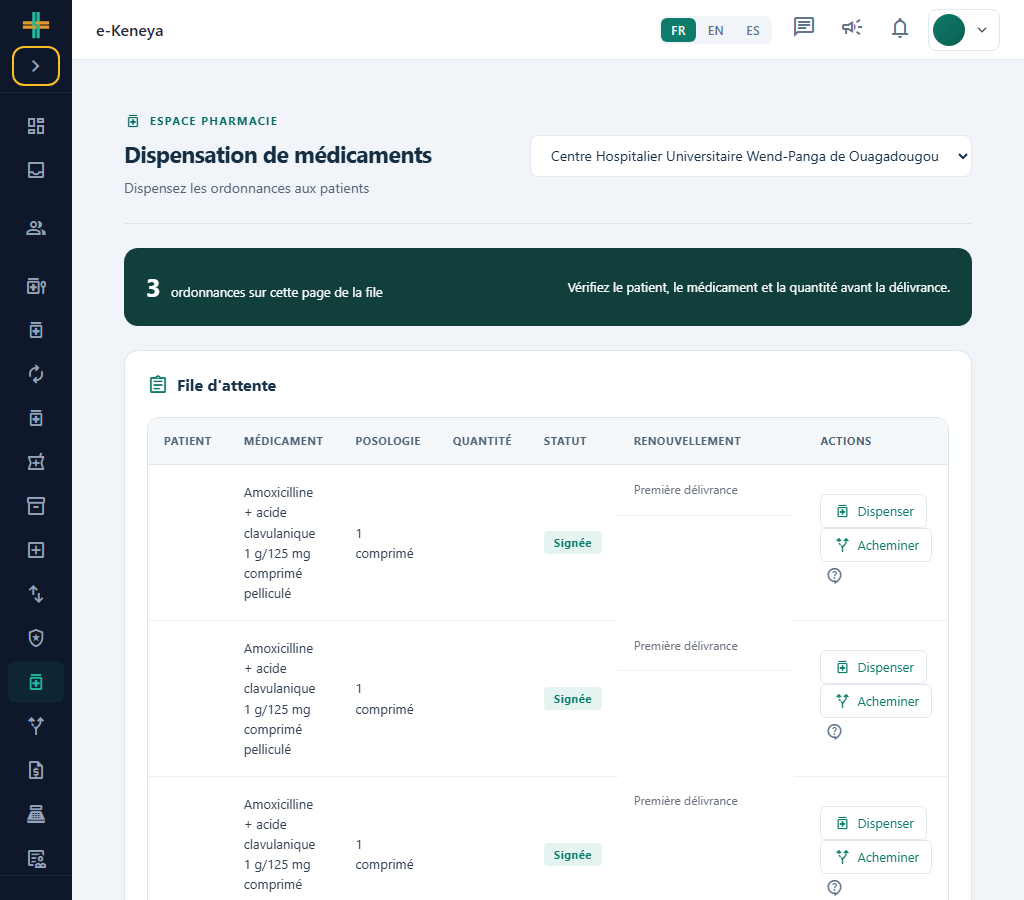 e-Keneya
FR EN ES
ESPACE PHARMACIE
Dispensation de médicaments
Dispensez les ordonnances aux patients
Centre Hospitalier Universitaire Wend-Panga de Ouagadougou
3 ordonnances sur cette page de la file
Vérifiez le patient, le médicament et la quantité avant la délivrance.
File d'attente
PATIENT MÉDICAMENT POSOLOGIE QUANTITÉ STATUT RENOUVELLEMENT ACTIONS
Amoxicilline
+ acide
clavulanique
1 g/125 mg
comprimé
pelliculé
1
comprimé
Signée
Première délivrance
Dispenser
Acheminer
Amoxicilline
+ acide
clavulanique
1 g/125 mg
comprimé
pelliculé
1
comprimé
Signée
Première délivrance
Dispenser
Acheminer
Amoxicilline
+ acide
clavulanique
1 g/125 mg
comprimé
1
comprimé
Signée
Première délivrance
Dispenser
Acheminer